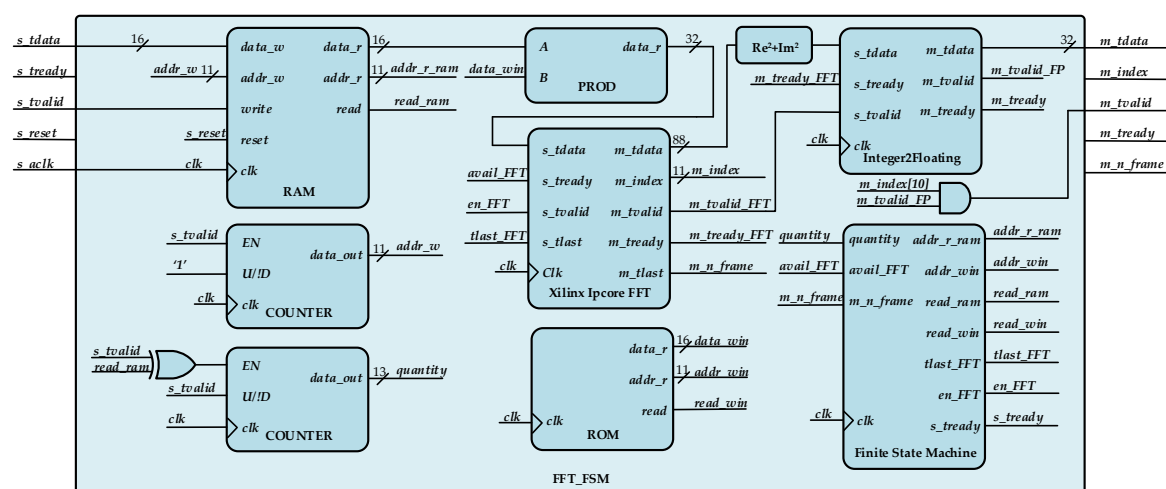 s_tdata
s_tready
s_tvalid
s_reset
s_aclk
16
addr_w 11
s_reset
clk
data_w
addr_w
write
reset
clk
data_r
addr_r
read
RAM
16
11 addr_r_ram
read_ram
data_win
A
B
data_r
PROD
32
Re²+Im²
m_tready_FFT
clk
s_tdata
s_tready
s_tvalid
clk
m_tdata
m_tvalid
m_tready
Integer2Floating
32
m_tvalid_FP
m_tready
m_tdata
m_index
m_tvalid
m_tready
m_n_frame
m_index[10]
m_tvalid_FP
avail_FFT
en_FFT
tlast_FFT
clk
s_tdata
s_tready
s_tvalid
s_tlast
Clk
m_tdata
m_index
m_tvalid
m_tready
m_tlast
Xilinx Ipcore FFT
88
11 m_index
m_tvalid_FFT
m_tready_FFT
m_n_frame
s_tvalid
‘1’
clk
EN
U/!D
clk
data_out
COUNTER
11 addr_w
s_tvalid
read_ram
s_tvalid
clk
EN
U/!D
clk
data_out
COUNTER
13 quantity
clk
clk
data_r
addr_r
read
ROM
16 data_win
11 addr_win
read_win
quantity
avail_FFT
m_n_frame
clk
quantity
avail_FFT
m_n_frame
clk
addr_r_ram
addr_win
read_ram
read_win
tlast_FFT
en_FFT
s_tready
Finite State Machine
addr_r_ram
addr_win
read_ram
read_win
tlast_FFT
en_FFT
s_tready
FFT_FSM